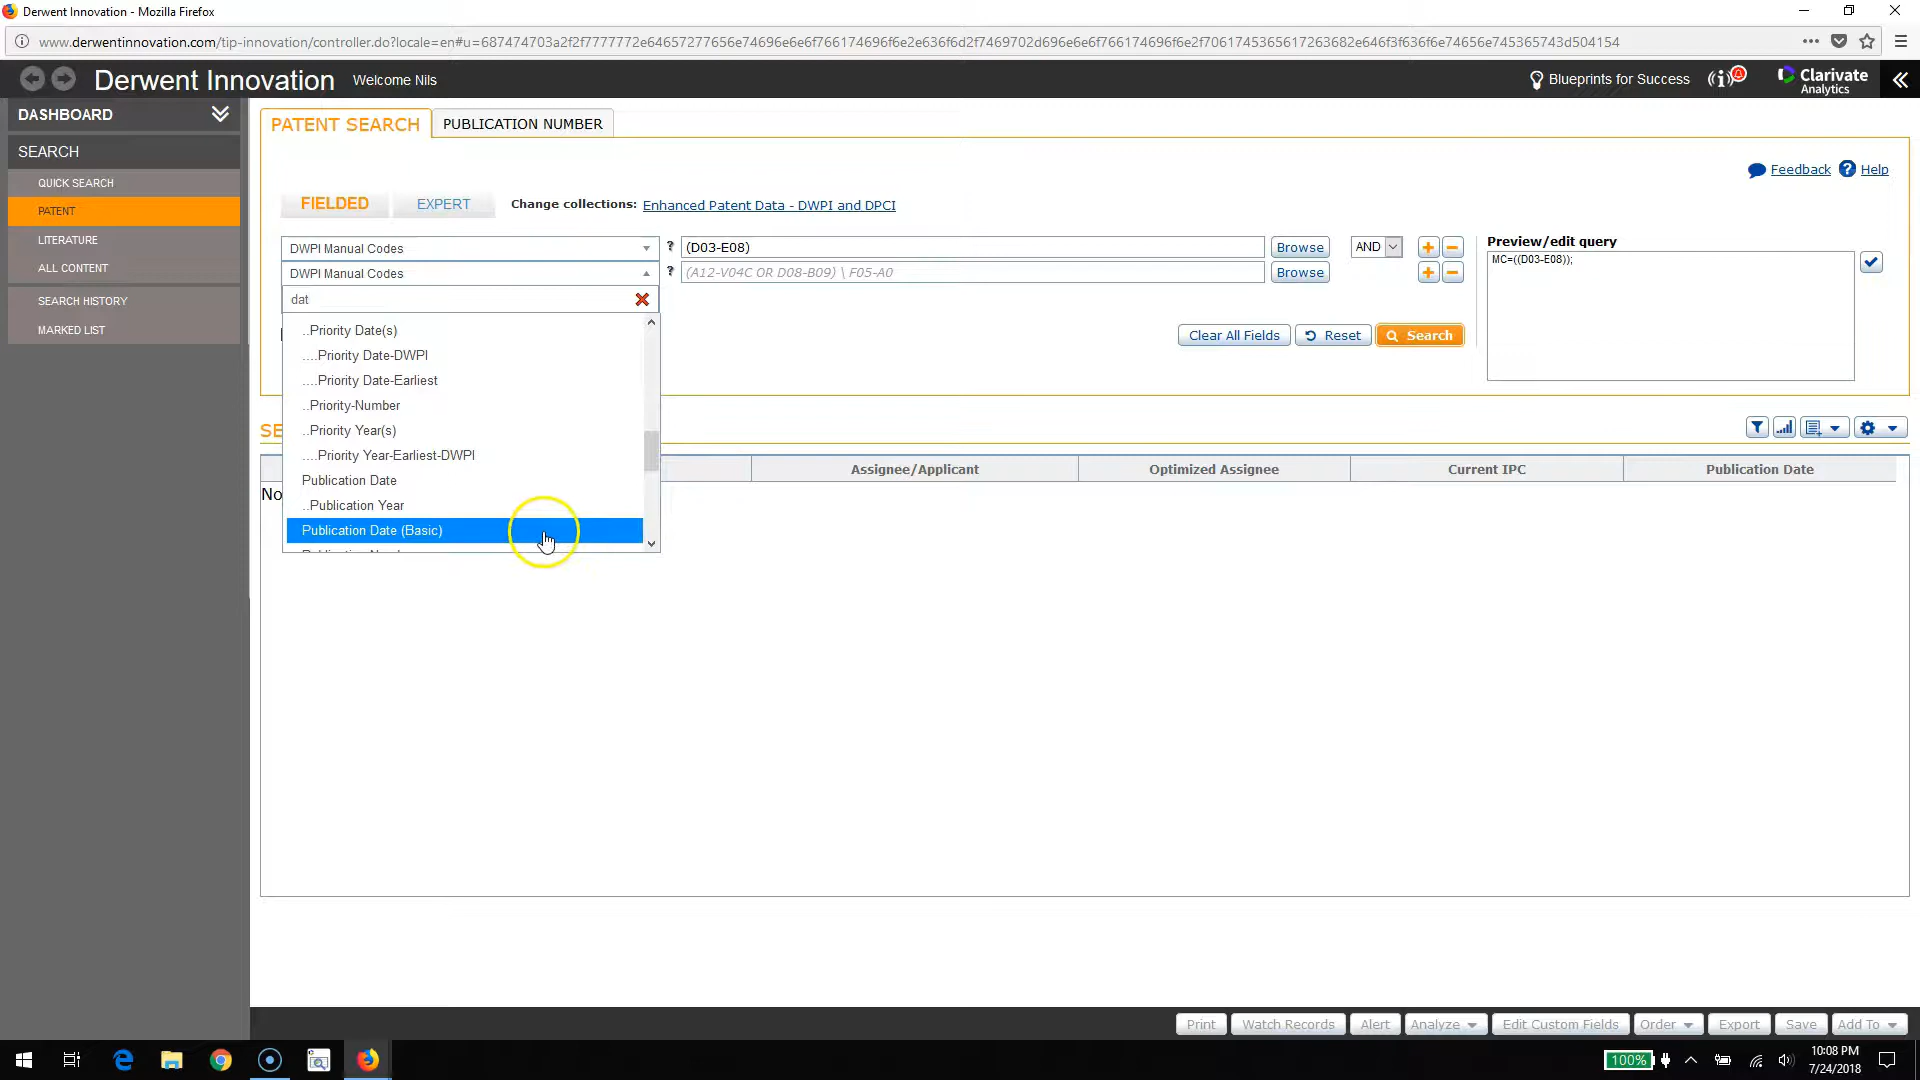 Derwent Innovation - Mozilla Firefox
www.derwentinnovation.com/tip-innovation/controller.do?locale=en#u=
Derwent Innovation Welcome Nils
Blueprints for Success
Clarivate
Analytics
DASHBOARD
SEARCH
QUICK SEARCH
PATENT
LITERATURE
ALL CONTENT
SEARCH HISTORY
MARKED LIST
PATENT SEARCH
PUBLICATION NUMBER
Feedback
Help
FIELDED
EXPERT
Change collections: Enhanced Patent Data - DWPI and DPCI
DWPI Manual Codes ? (D03-E08) Browse AND
DWPI Manual Codes ? (A12-V04C OR D08-B09) \ F05-A0 Browse
Preview/edit query
MC=((D03-E08));
dat
..Priority Date(s)
....Priority Date-DWPI
....Priority Date-Earliest
..Priority-Number
..Priority Year(s)
....Priority Year-Earliest-DWPI
Publication Date
..Publication Year
Publication Date (Basic)
Clear All Fields Reset Search
SE
Assignee/Applicant Optimized Assignee Current IPC Publication Date
No
Print Watch Records Alert Analyze Edit Custom Fields Order Export Save Add To
100%
10:08 PM
7/24/2018